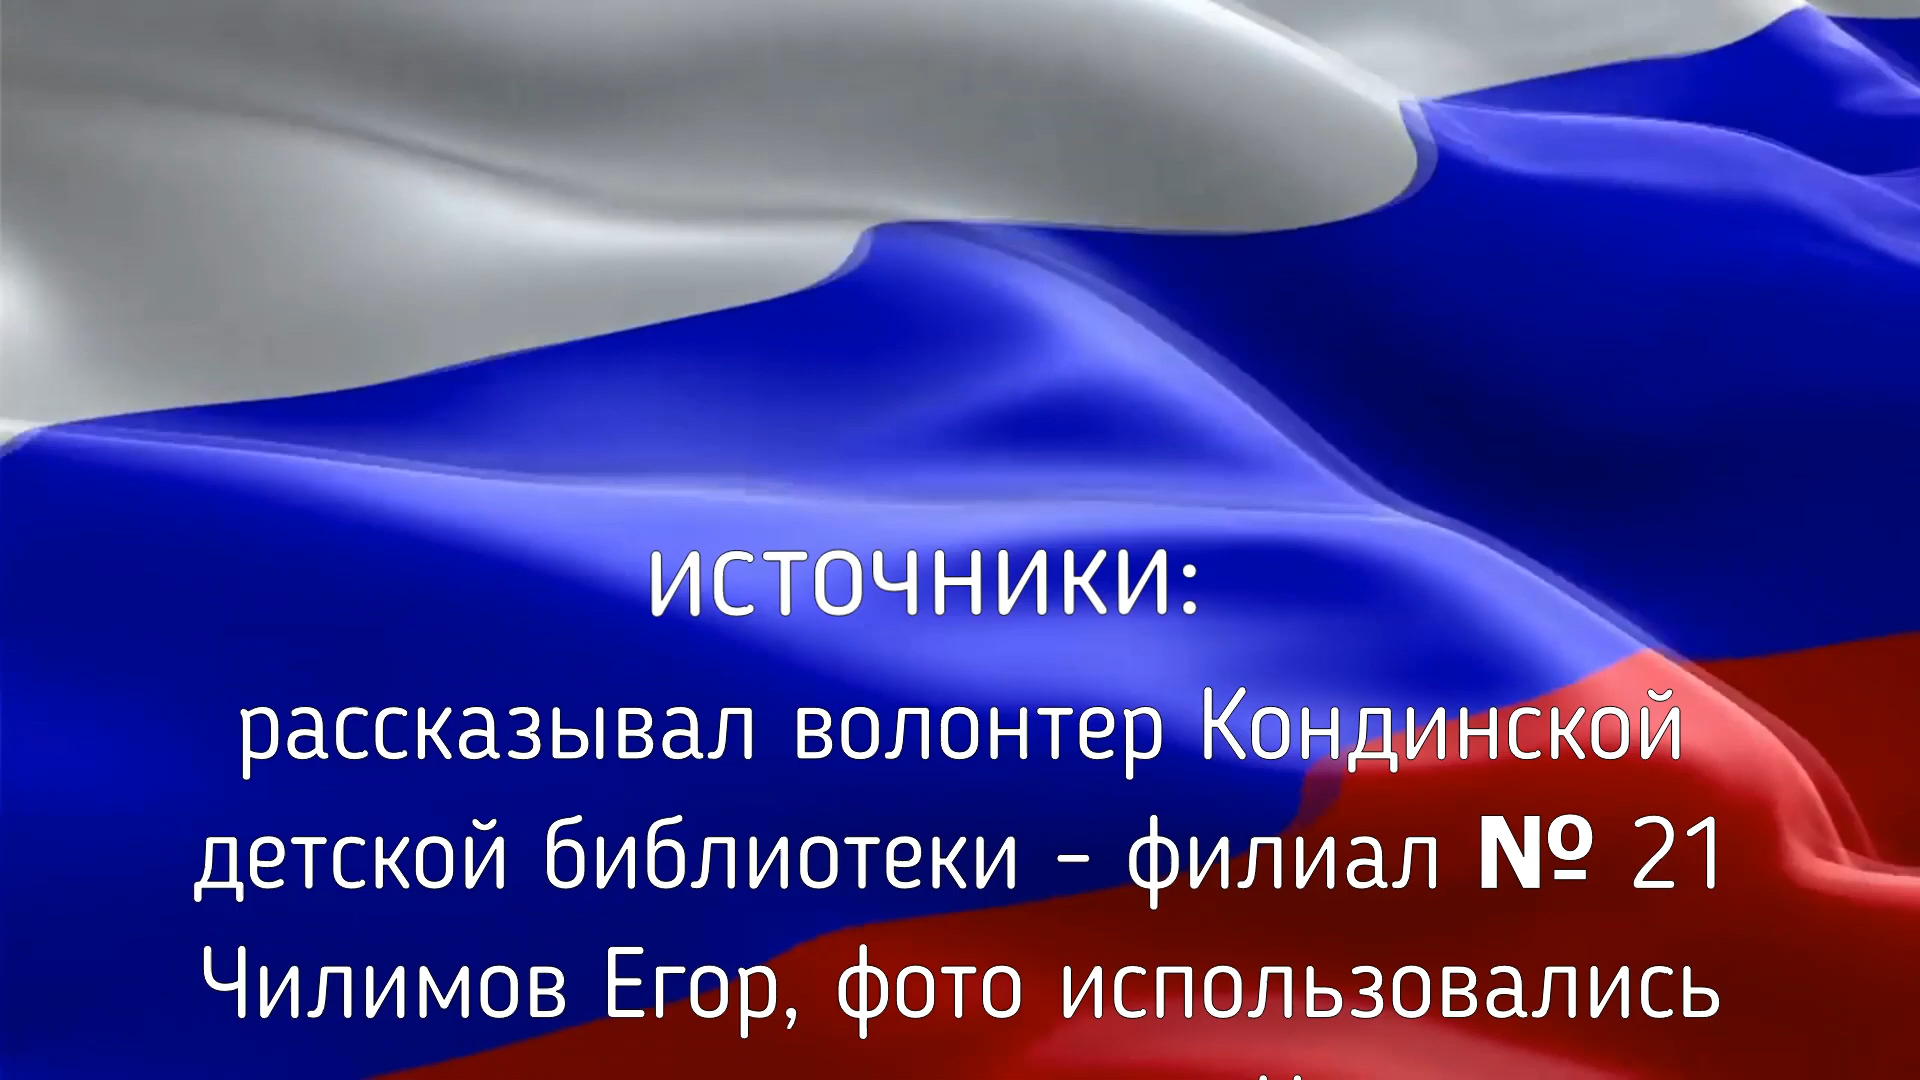 источники:
рассказывал волонтер Кондинской
детской библиотеки - филиал № 21
Чилимов Егор, фото использовались